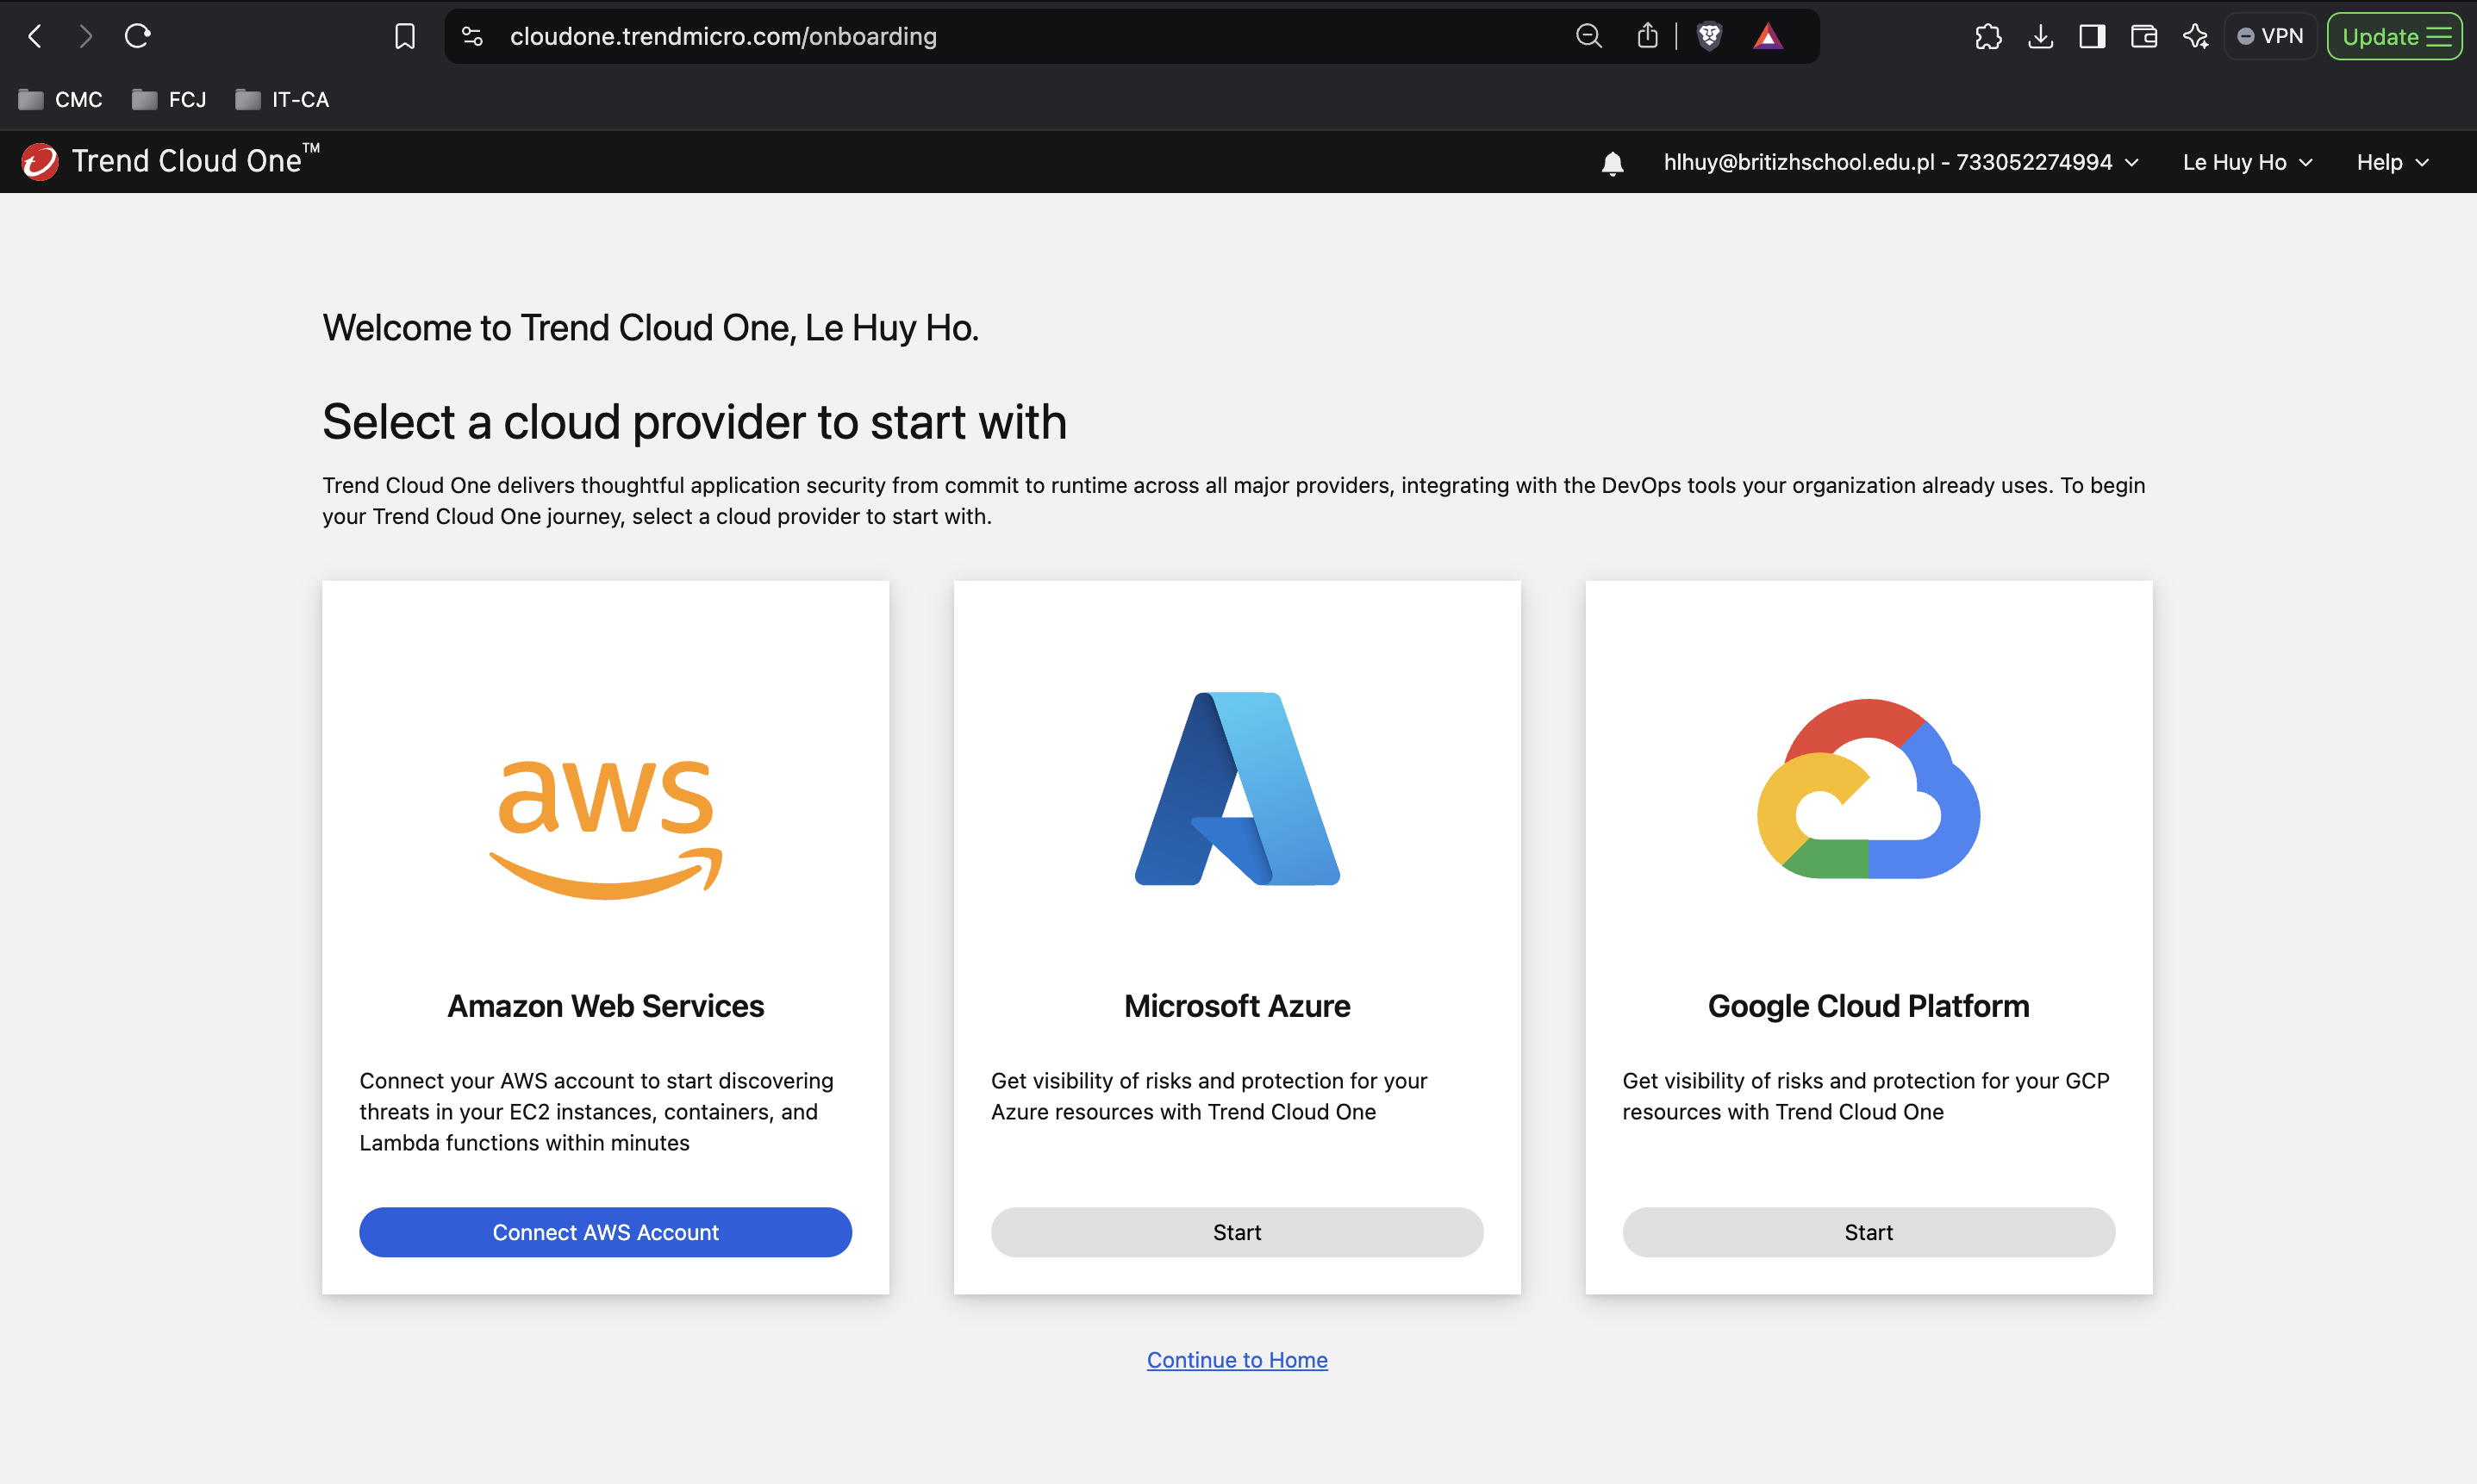 cloudone.trendmicro.com/onboarding
VPN
Update
CMC
FCJ
IT-CA
Trend Cloud One™
hlhuy@britizhschool.edu.pl - 733052274994
Le Huy Ho
Help
Welcome to Trend Cloud One, Le Huy Ho.
Select a cloud provider to start with
Trend Cloud One delivers thoughtful application security from commit to runtime across all major providers, integrating with the DevOps tools your organization already uses. To begin
your Trend Cloud One journey, select a cloud provider to start with.
aws
Amazon Web Services
Connect your AWS account to start discovering
threats in your EC2 instances, containers, and
Lambda functions within minutes
Connect AWS Account
Microsoft Azure
Get visibility of risks and protection for your
Azure resources with Trend Cloud One
Start
Google Cloud Platform
Get visibility of risks and protection for your GCP
resources with Trend Cloud One
Start
Continue to Home